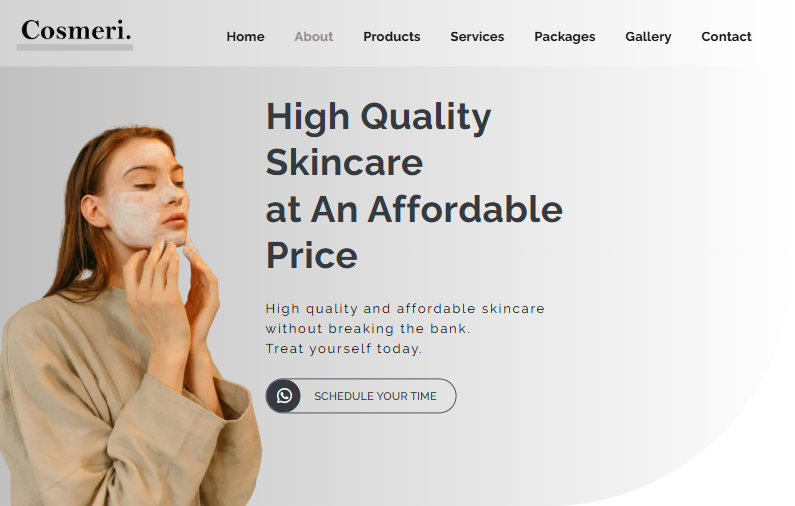 Cosmeri.
Home About Products Services Packages Gallery Contact
High Quality
Skincare
at An Affordable
Price
High quality and affordable skincare
without breaking the bank.
Treat yourself today.
SCHEDULE YOUR TIME